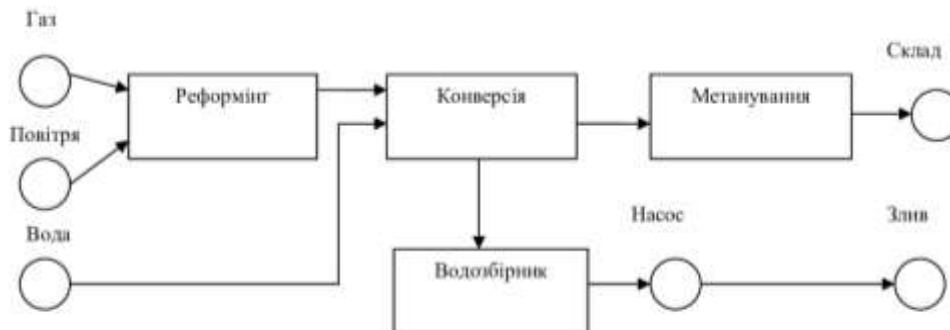 Газ
Склад
Реформінг
Конверсія
Метанування
Повітря
Вода
Насос
Злив
Водозбірник